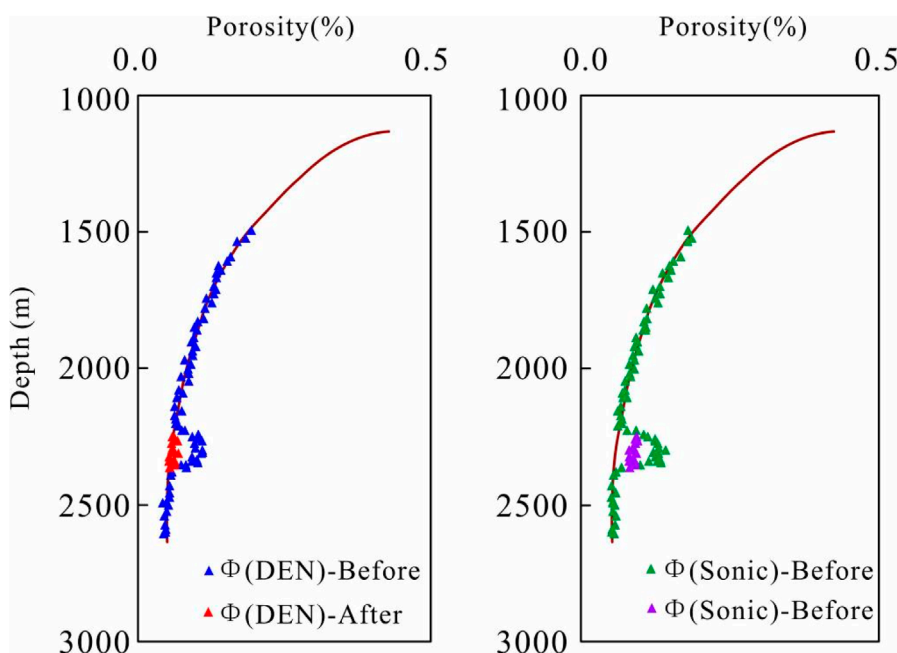 Porosity(%)
0.0 0.5
1000
1500
2000
2500
3000
Depth (m)
Φ(DEN)-Before
Φ(DEN)-After
Porosity(%)
0.0 0.5
1000
1500
2000
2500
3000
Φ(Sonic)-Before
Φ(Sonic)-Before